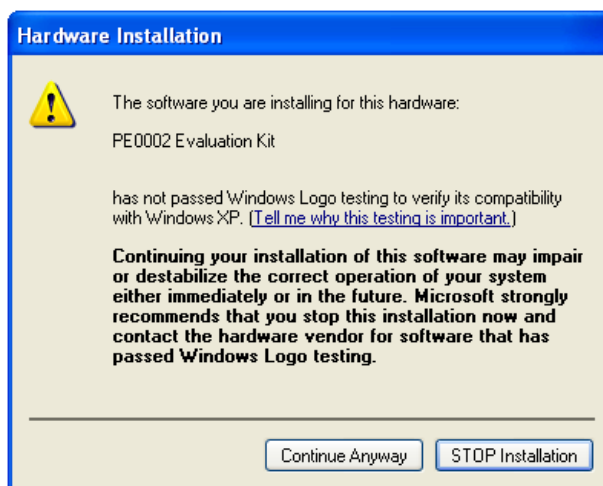 Hardware Installation
The software you are installing for this hardware:
PE0002 Evaluation Kit
has not passed Windows Logo testing to verify its compatibility
with Windows XP. (Tell me why this testing is important.)
Continuing your installation of this software may impair
or destabilize the correct operation of your system
either immediately or in the future. Microsoft strongly
recommends that you stop this installation now and
contact the hardware vendor for software that has
passed Windows Logo testing.
Continue Anyway
STOP Installation